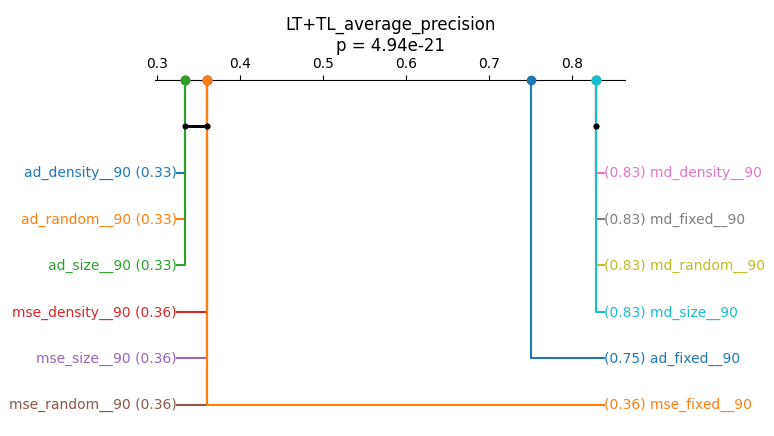 LT+TL_average_precision
p = 4.94e-21
0.3 0.4 0.5 0.6 0.7 0.8
ad_density__90 (0.33) (0.83) md_density__90
ad_random__90 (0.33) (0.83) md_fixed__90
ad_size__90 (0.33) (0.83) md_random__90
mse_density__90 (0.36) (0.83) md_size__90
mse_size__90 (0.36) (0.75) ad_fixed__90
mse_random__90 (0.36) (0.36) mse_fixed__90